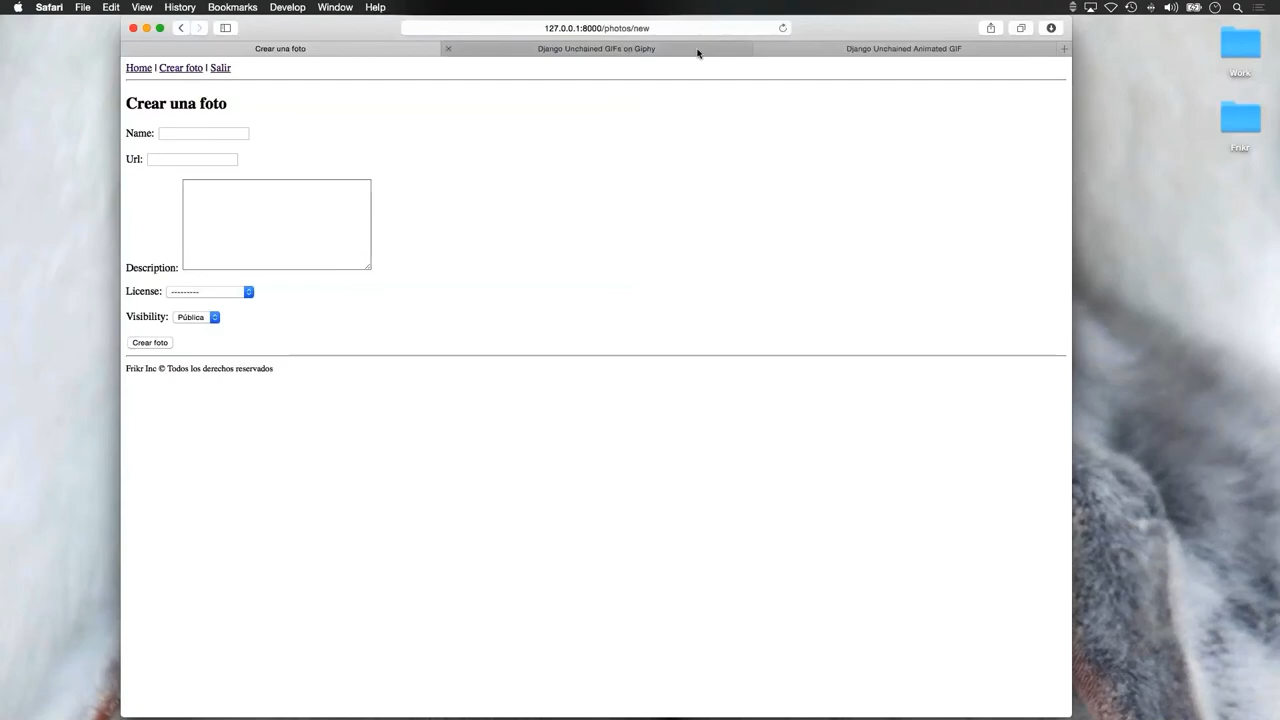 Safari File Edit View History Bookmarks Develop Window Help
127.0.0.1:8000/photos/new
Crear una foto
Django Unchained GIFs on Giphy
Django Unchained Animated GIF
Home | Crear foto | Salir
Crear una foto
Name:
Url:
Description:
License: ---------
Visibility: Pública
Crear foto
Frikr Inc © Todos los derechos reservados
Work
Frikr